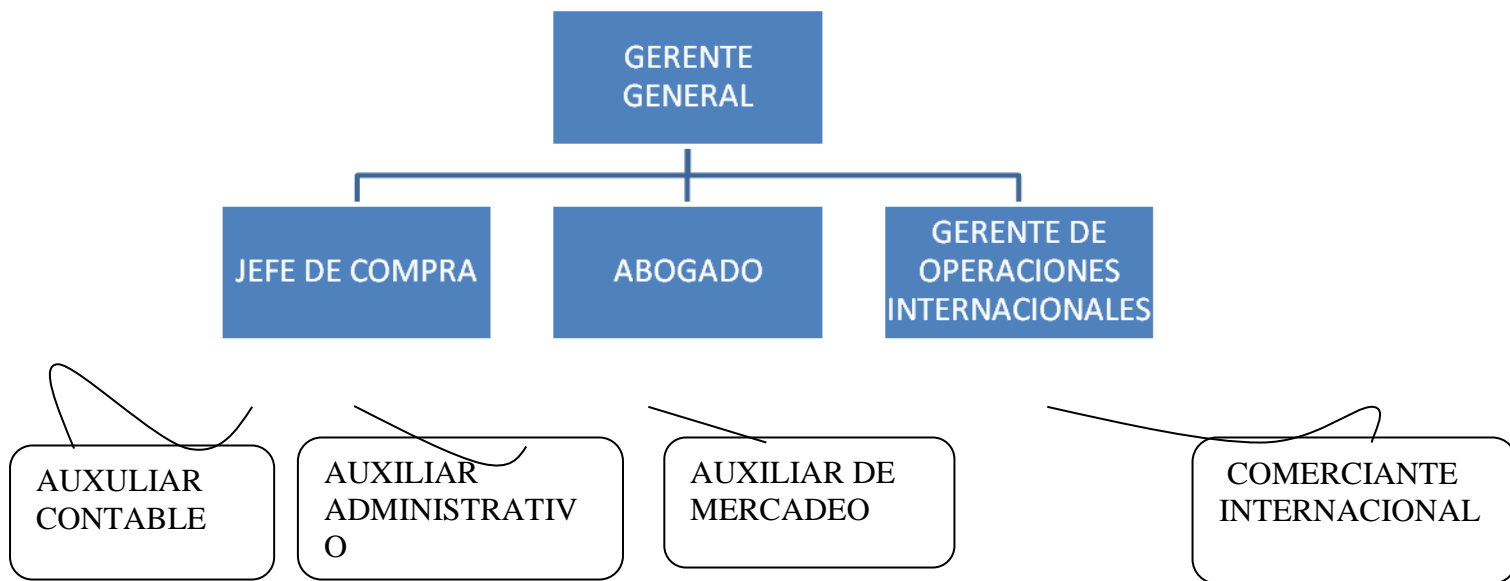 GERENTE
GENERAL
JEFE DE COMPRA
ABOGADO
GERENTE DE
OPERACIONES
INTERNACIONALES
AUXULIAR
CONTABLE
AUXILIAR
ADMINISTRATIV
O
AUXILIAR DE
MERCADEO
COMERCIANTE
INTERNACIONAL